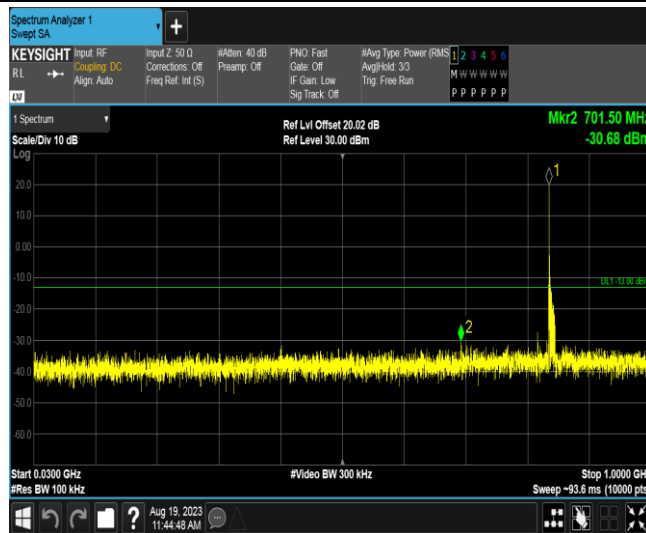 Spectrum Analyzer 1
Swept SA
+
KEYSIGHT
RL
LXI
Input: RF
Coupling: DC
Align: Auto
Input Z: 50 Ω
Corrections: Off
Freq Ref: Int (S)
#Atten: 40 dB
Preamp: Off
PNO: Fast
Gate: Off
IF Gain: Low
Sig Track: Off
#Avg Type: Power (RMS
Avg|Hold: 3/3
Trig: Free Run
1 2 3 4 5 6
M W W W W W
P P P P P P
1 Spectrum
Scale/Div 10 dB
Log
Ref Lvl Offset 20.02 dB
Ref Level 30.00 dBm
Mkr2 701.50 MHz
-30.68 dBm
1
20.0
10.0
0.00
DL1 -13.00 dBm
-10.0
-20.0
2
-30.0
-40.0
-50.0
-60.0
Start 0.0300 GHz
#Res BW 100 kHz
#Video BW 300 kHz
Stop 1.0000 GH
Sweep ~93.6 ms (10000 pts
?
Aug 19, 2023
11:44:48 AM